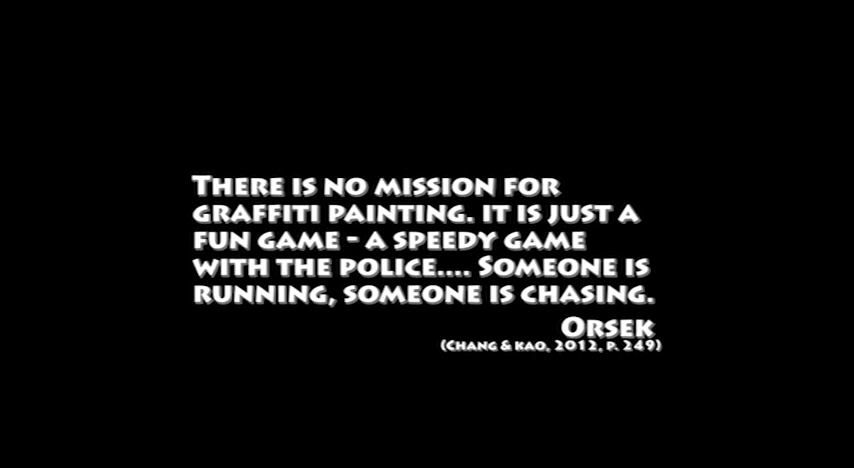 There is no mission for
graffiti painting. it is just a
fun game - a speedy game
with the police.... Someone is
running, someone is chasing.
Orsek
(Chang & kao, 2012, p. 249)